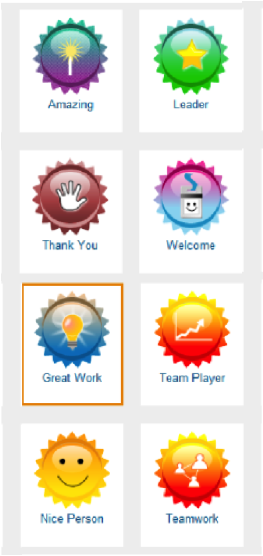 Amazing
Leader
Thank You
Welcome
Great Work
Team Player
Nice Person
Teamwork